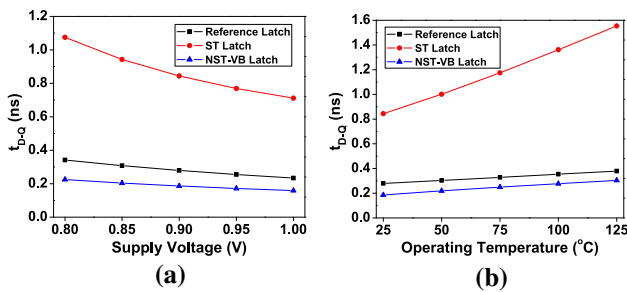 1.2
1.0
0.8
0.6
0.4
0.2
0.0
t_D-Q (ns)
Reference Latch
ST Latch
NST-VB Latch
0.80 0.85 0.90 0.95 1.00
Supply Voltage (V)
(a)
1.6
1.4
1.2
1.0
0.8
0.6
0.4
0.2
0.0
t_D-Q (ns)
Reference Latch
ST Latch
NST-VB Latch
25 50 75 100 125
Operating Temperature (°C)
(b)